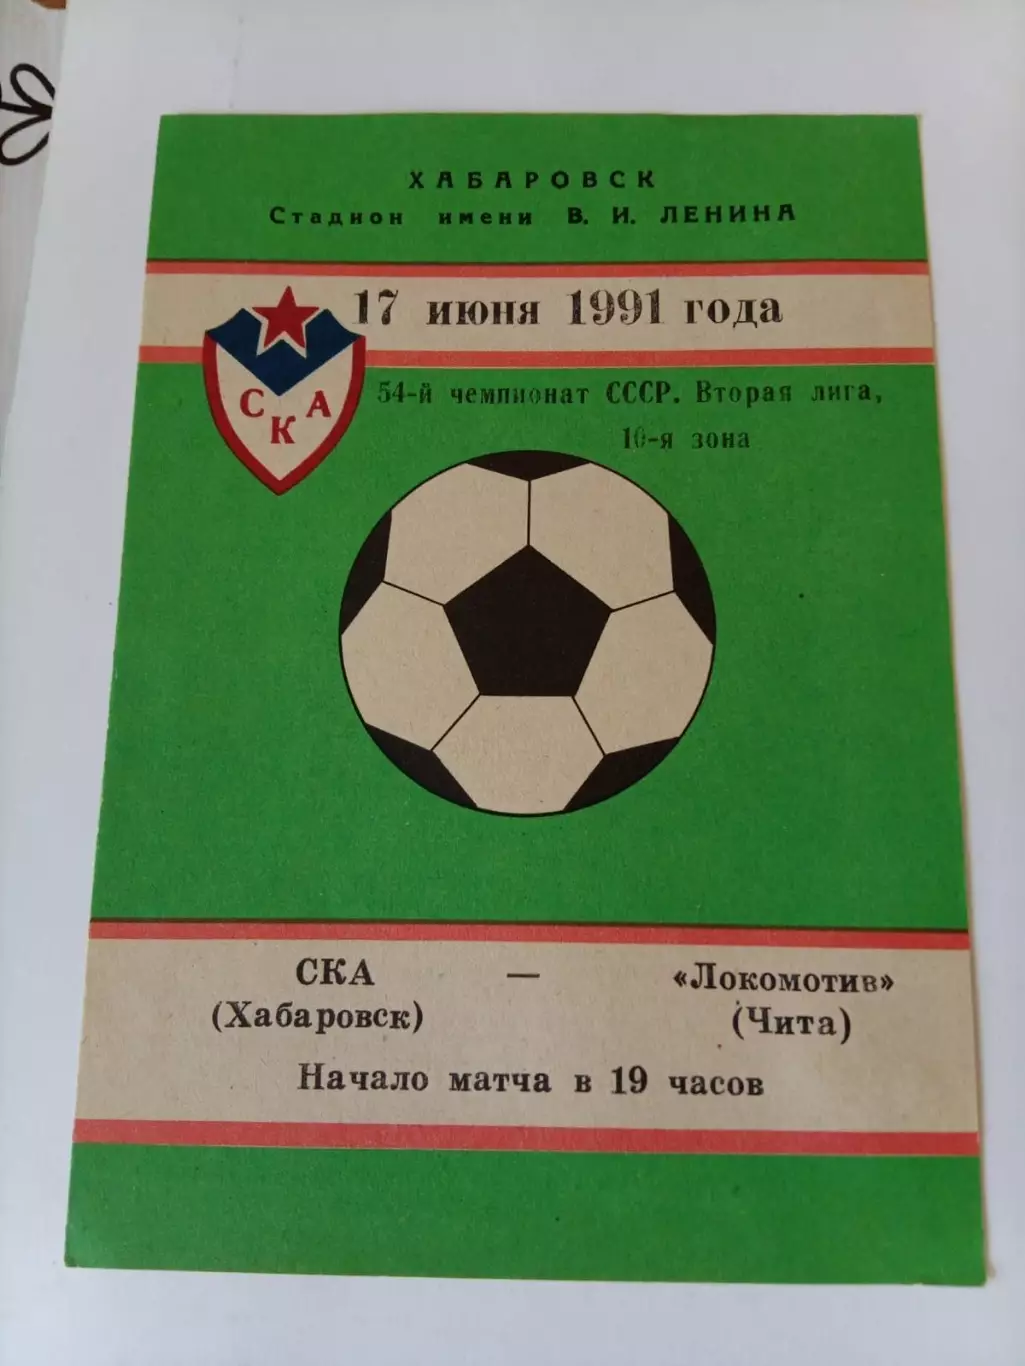 ХАБАРОВСК
Стадион имени В. И. ЛЕНИНА
17 июня 1991 года
СКА
54-й чемпионат СССР. Вторая лига,
10-я зона
СКА — «Локомотив»
(Хабаровск) (Чита)
Начало матча в 19 часов